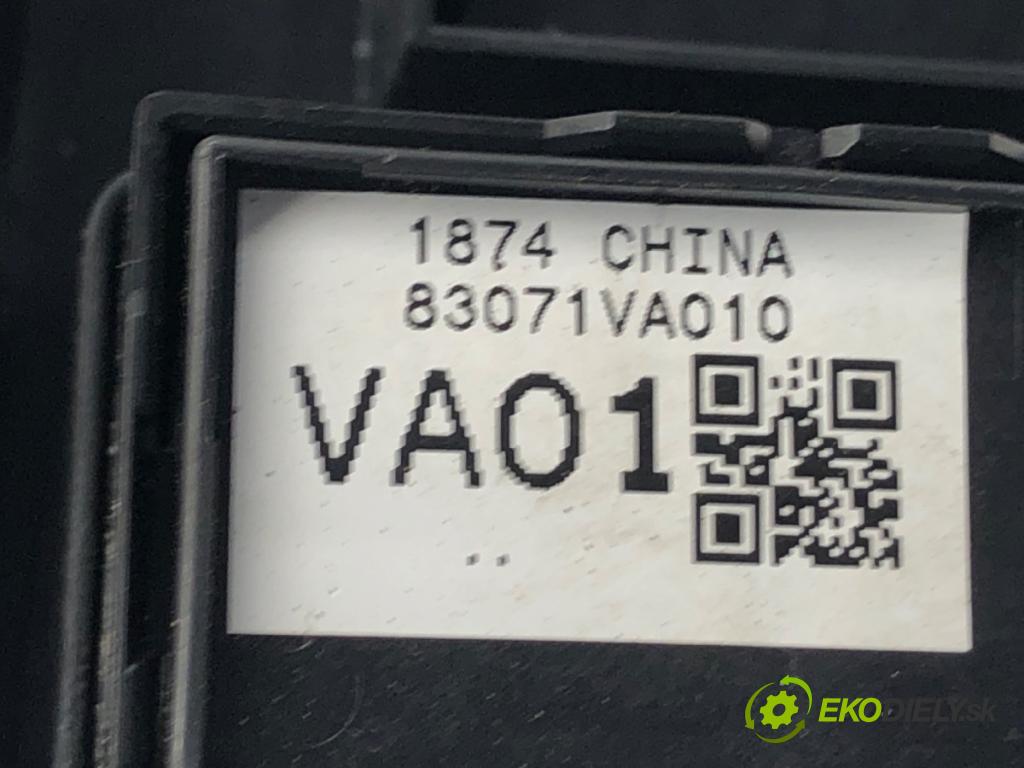 1874 CHINA
83071VA010
VA01
..
EKODIELY.sk